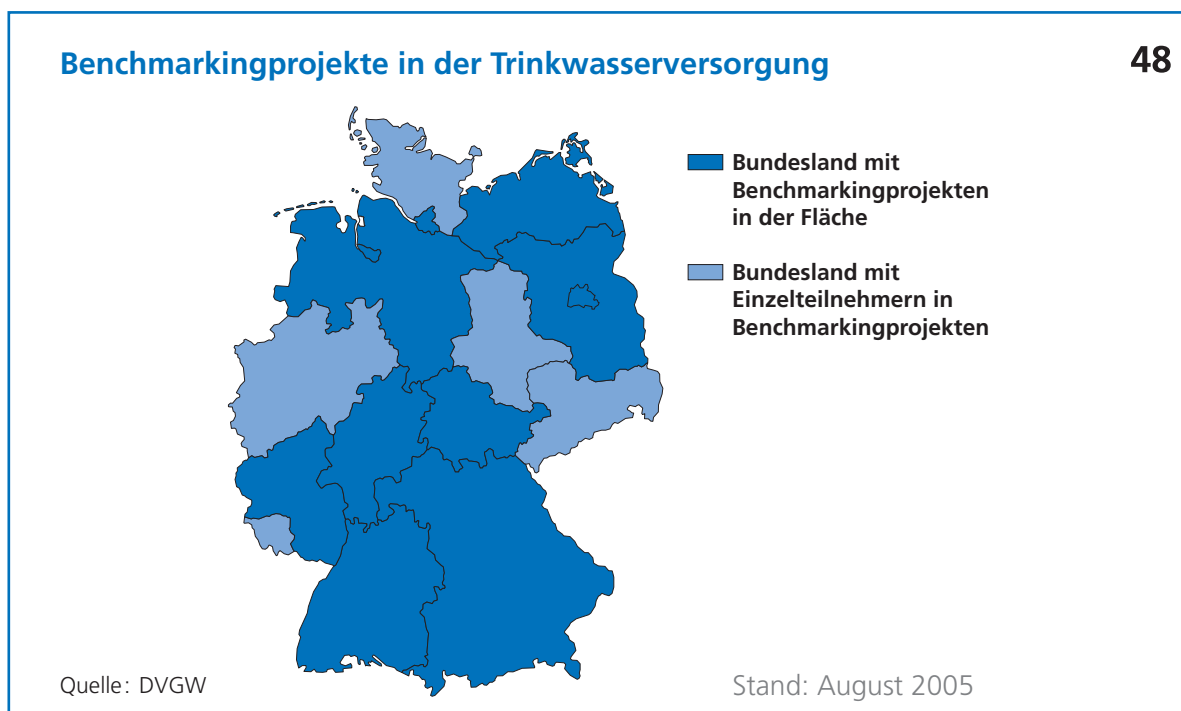 Benchmarkingprojekte in der Trinkwasserversorgung
48
Bundesland mit
Benchmarkingprojekten
in der Fläche
Bundesland mit
Einzelteilnehmern in
Benchmarkingprojekten
Quelle: DVGW
Stand: August 2005